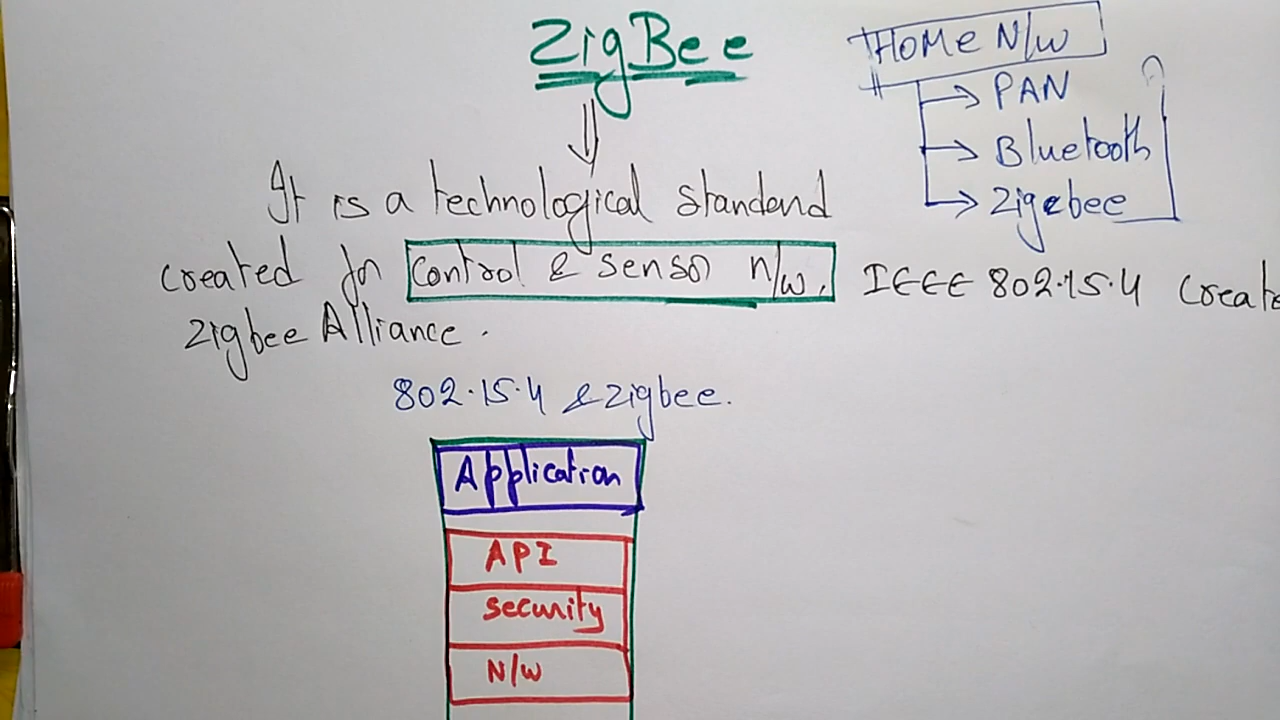 ZigBee
HOMe N/w
PAN
Bluetooth
Zigebee
It is a technological standard
created for control & sensor n/w. IEEE 802.15.4 Create
Zigbee Alliance.
802.15.4 & Zigbee.
Application
API
security
N/w